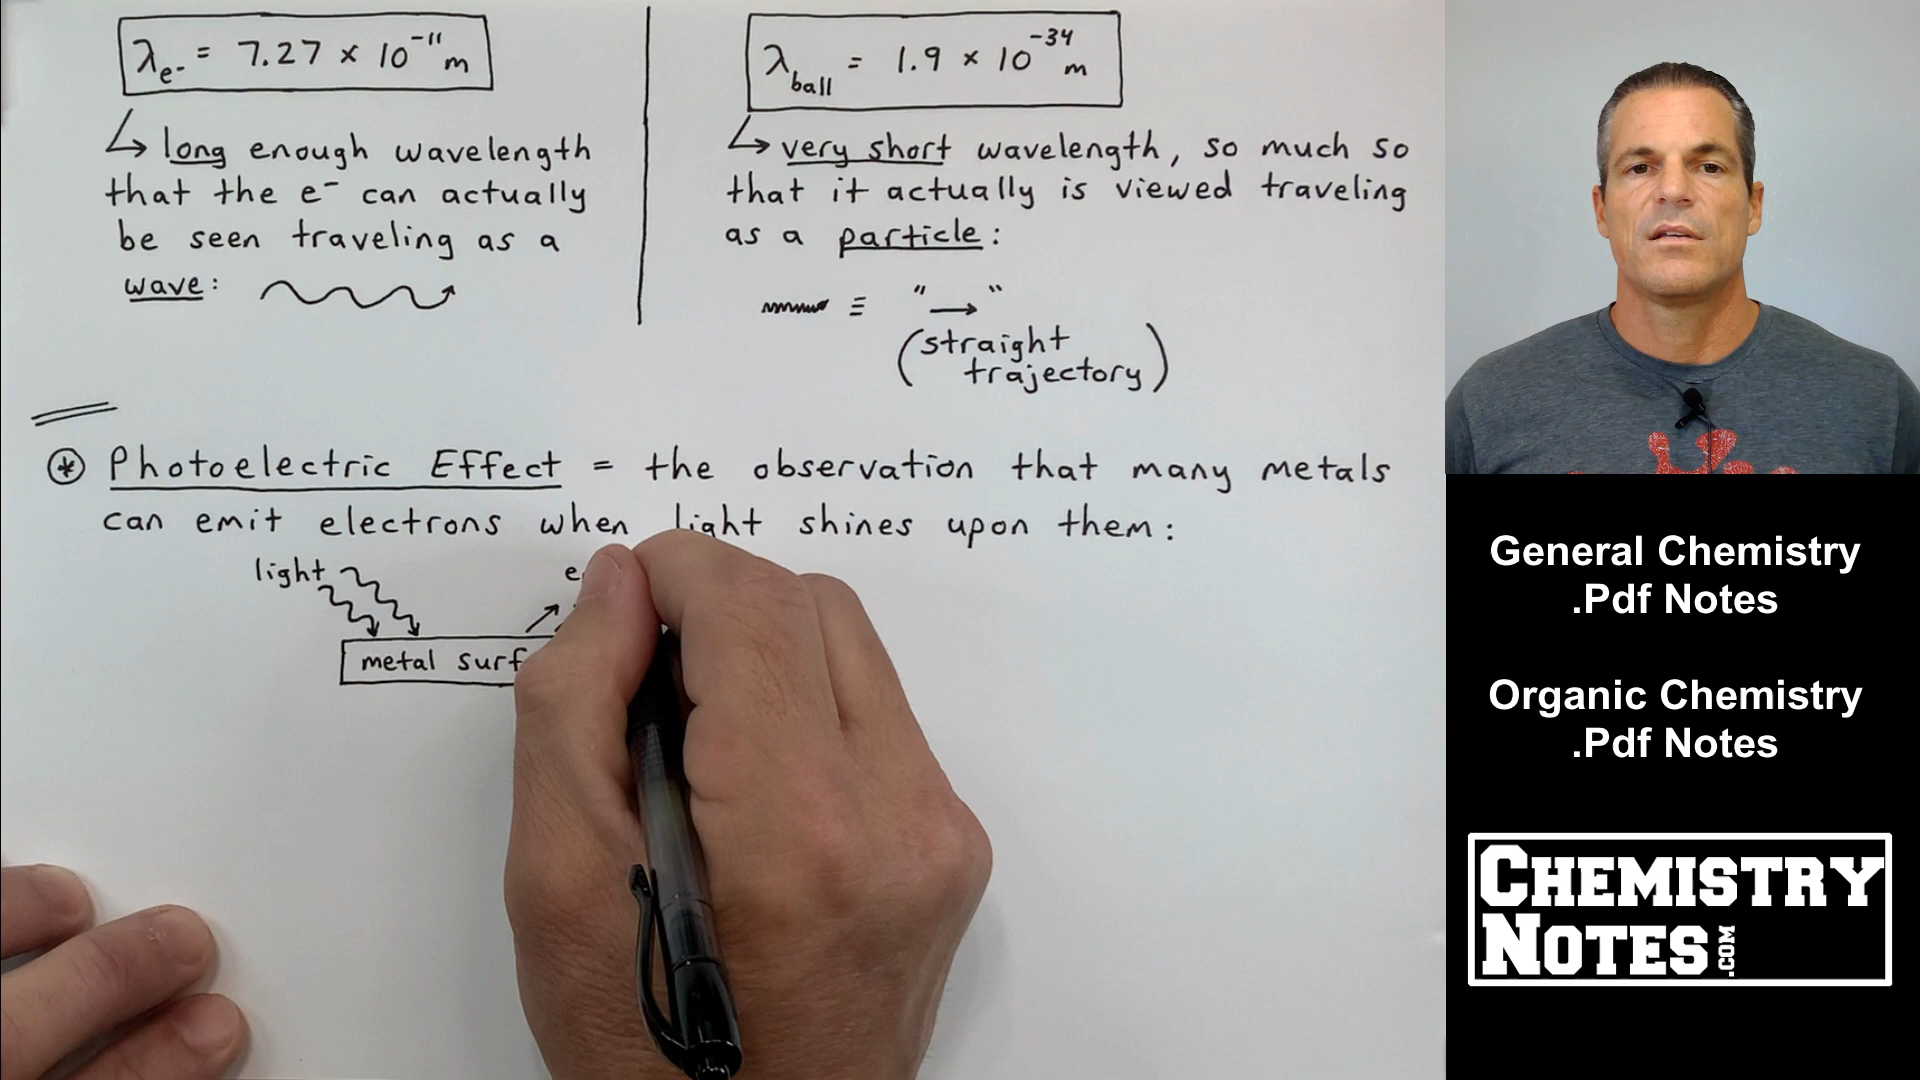 λe- = 7.27 × 10⁻¹¹ m
↳ long enough wavelength
that the e⁻ can actually
be seen traveling as a
wave:
λball = 1.9 × 10⁻³⁴ m
↳ very short wavelength, so much so
that it actually is viewed traveling
as a particle:
≡ "→"
(straight
trajectory)
⊛ Photoelectric Effect = the observation that many metals
can emit electrons when light shines upon them:
light
metal
General Chemistry
.Pdf Notes
Organic Chemistry
.Pdf Notes
CHEMISTRY
NOTES.COM